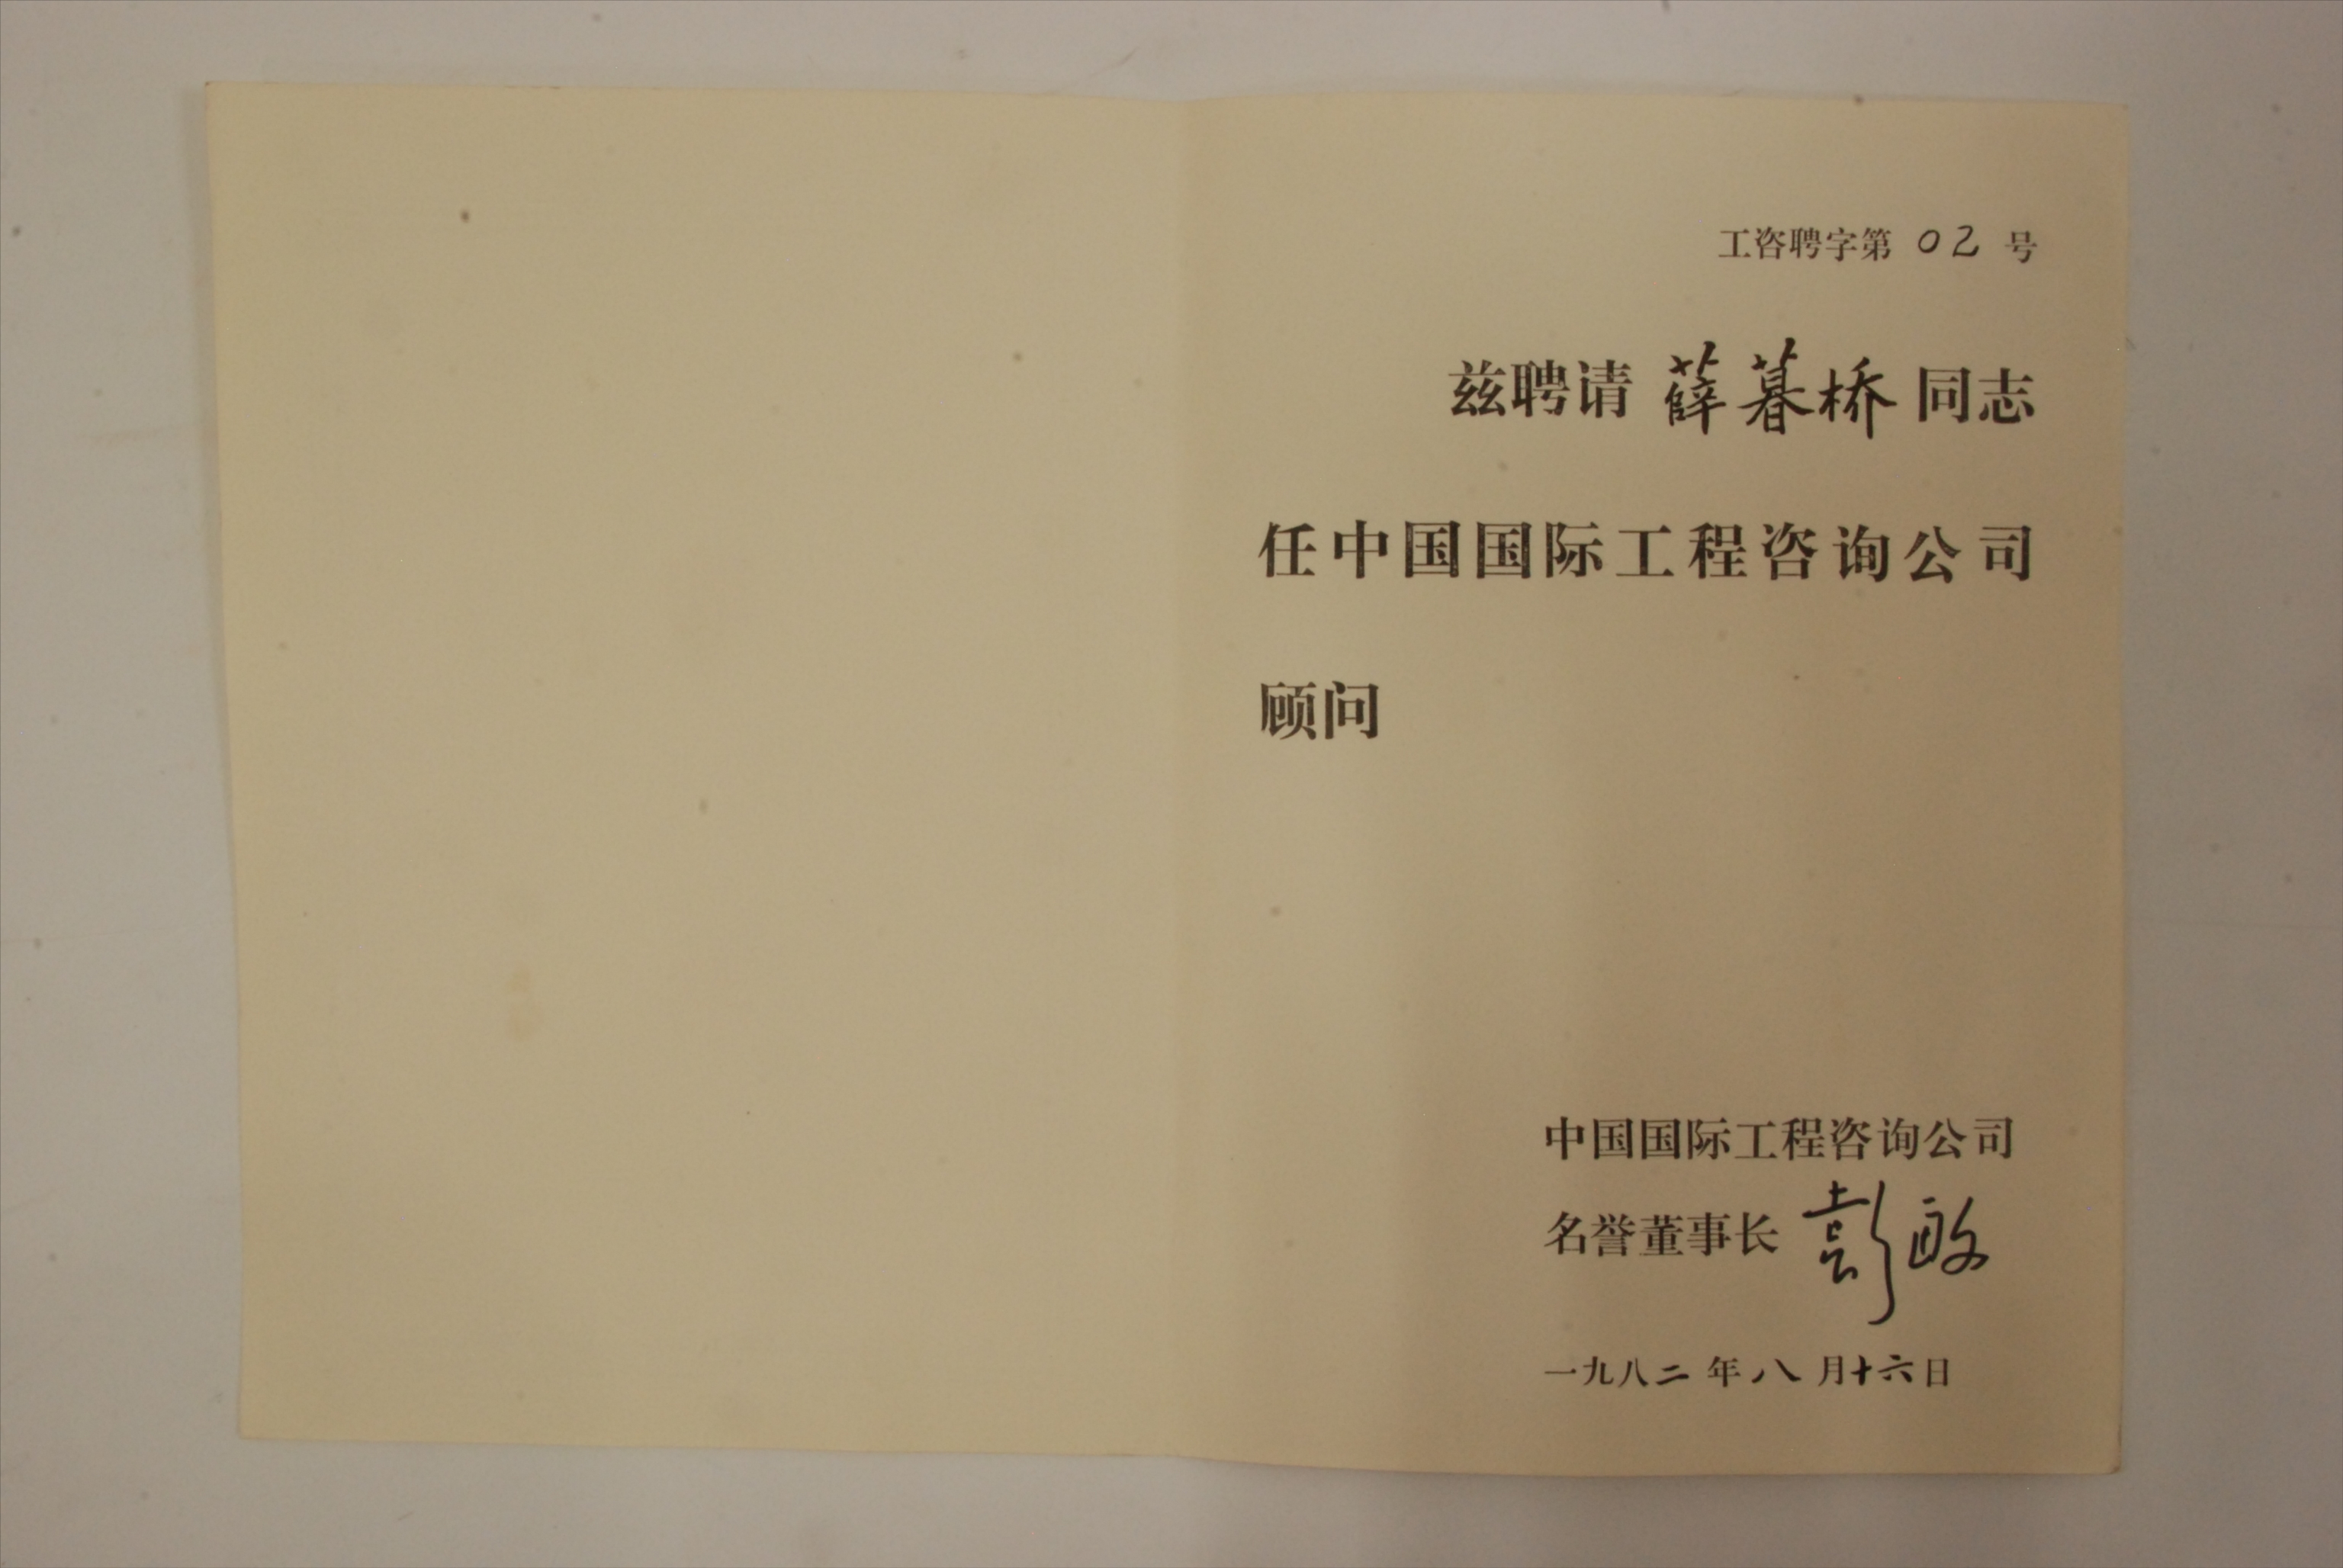 工咨聘字第 02 号
兹聘请 薛暮桥 同志
任中国国际工程咨询公司
顾问
中国国际工程咨询公司
名誉董事长 彭敏
一九八二年八月十六日